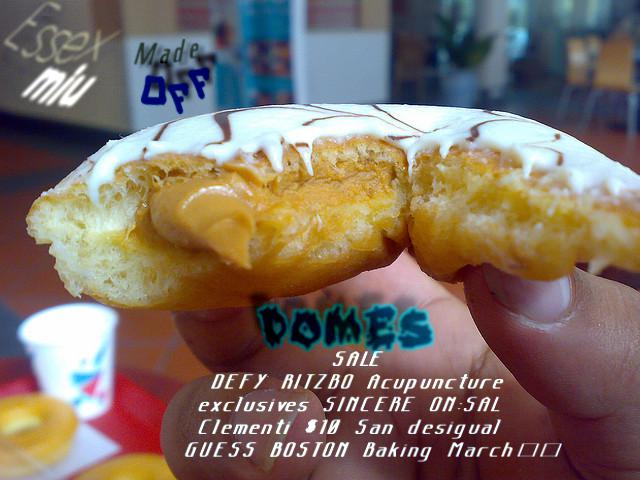 Essex
miu
Made
OFF
DOMES
SALE
DEFY RITZBO Acupuncture
exclusives SINCERE ON:SAL
Clementi $10 San desigual
GUESS BOSTON Baking March□□